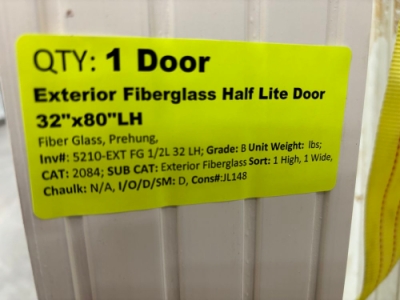 QTY: 1 Door
Exterior Fiberglass Half Lite Door
32"x80"LH
Fiber Glass, Prehung,
Inv#: 5210-EXT FG 1/2L 32 LH; Grade: B Unit Weight: lbs;
CAT: 2084; SUB CAT: Exterior Fiberglass Sort: 1 High, 1 Wide,
Chaulk: N/A, I/O/D/SM: D, Cons#:JL148